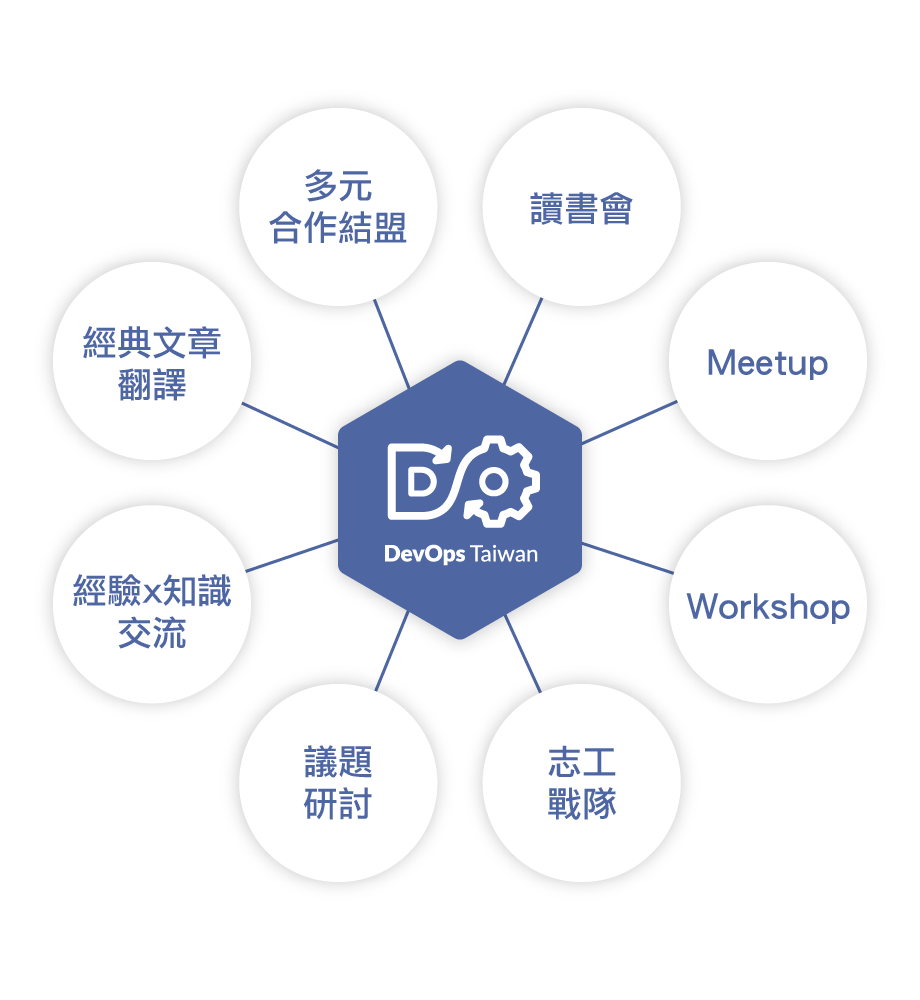 多元
合作結盟
讀書會
經典文章
翻譯
Meetup
D
DevOps Taiwan
經驗x知識
交流
Workshop
議題
研討
志工
戰隊